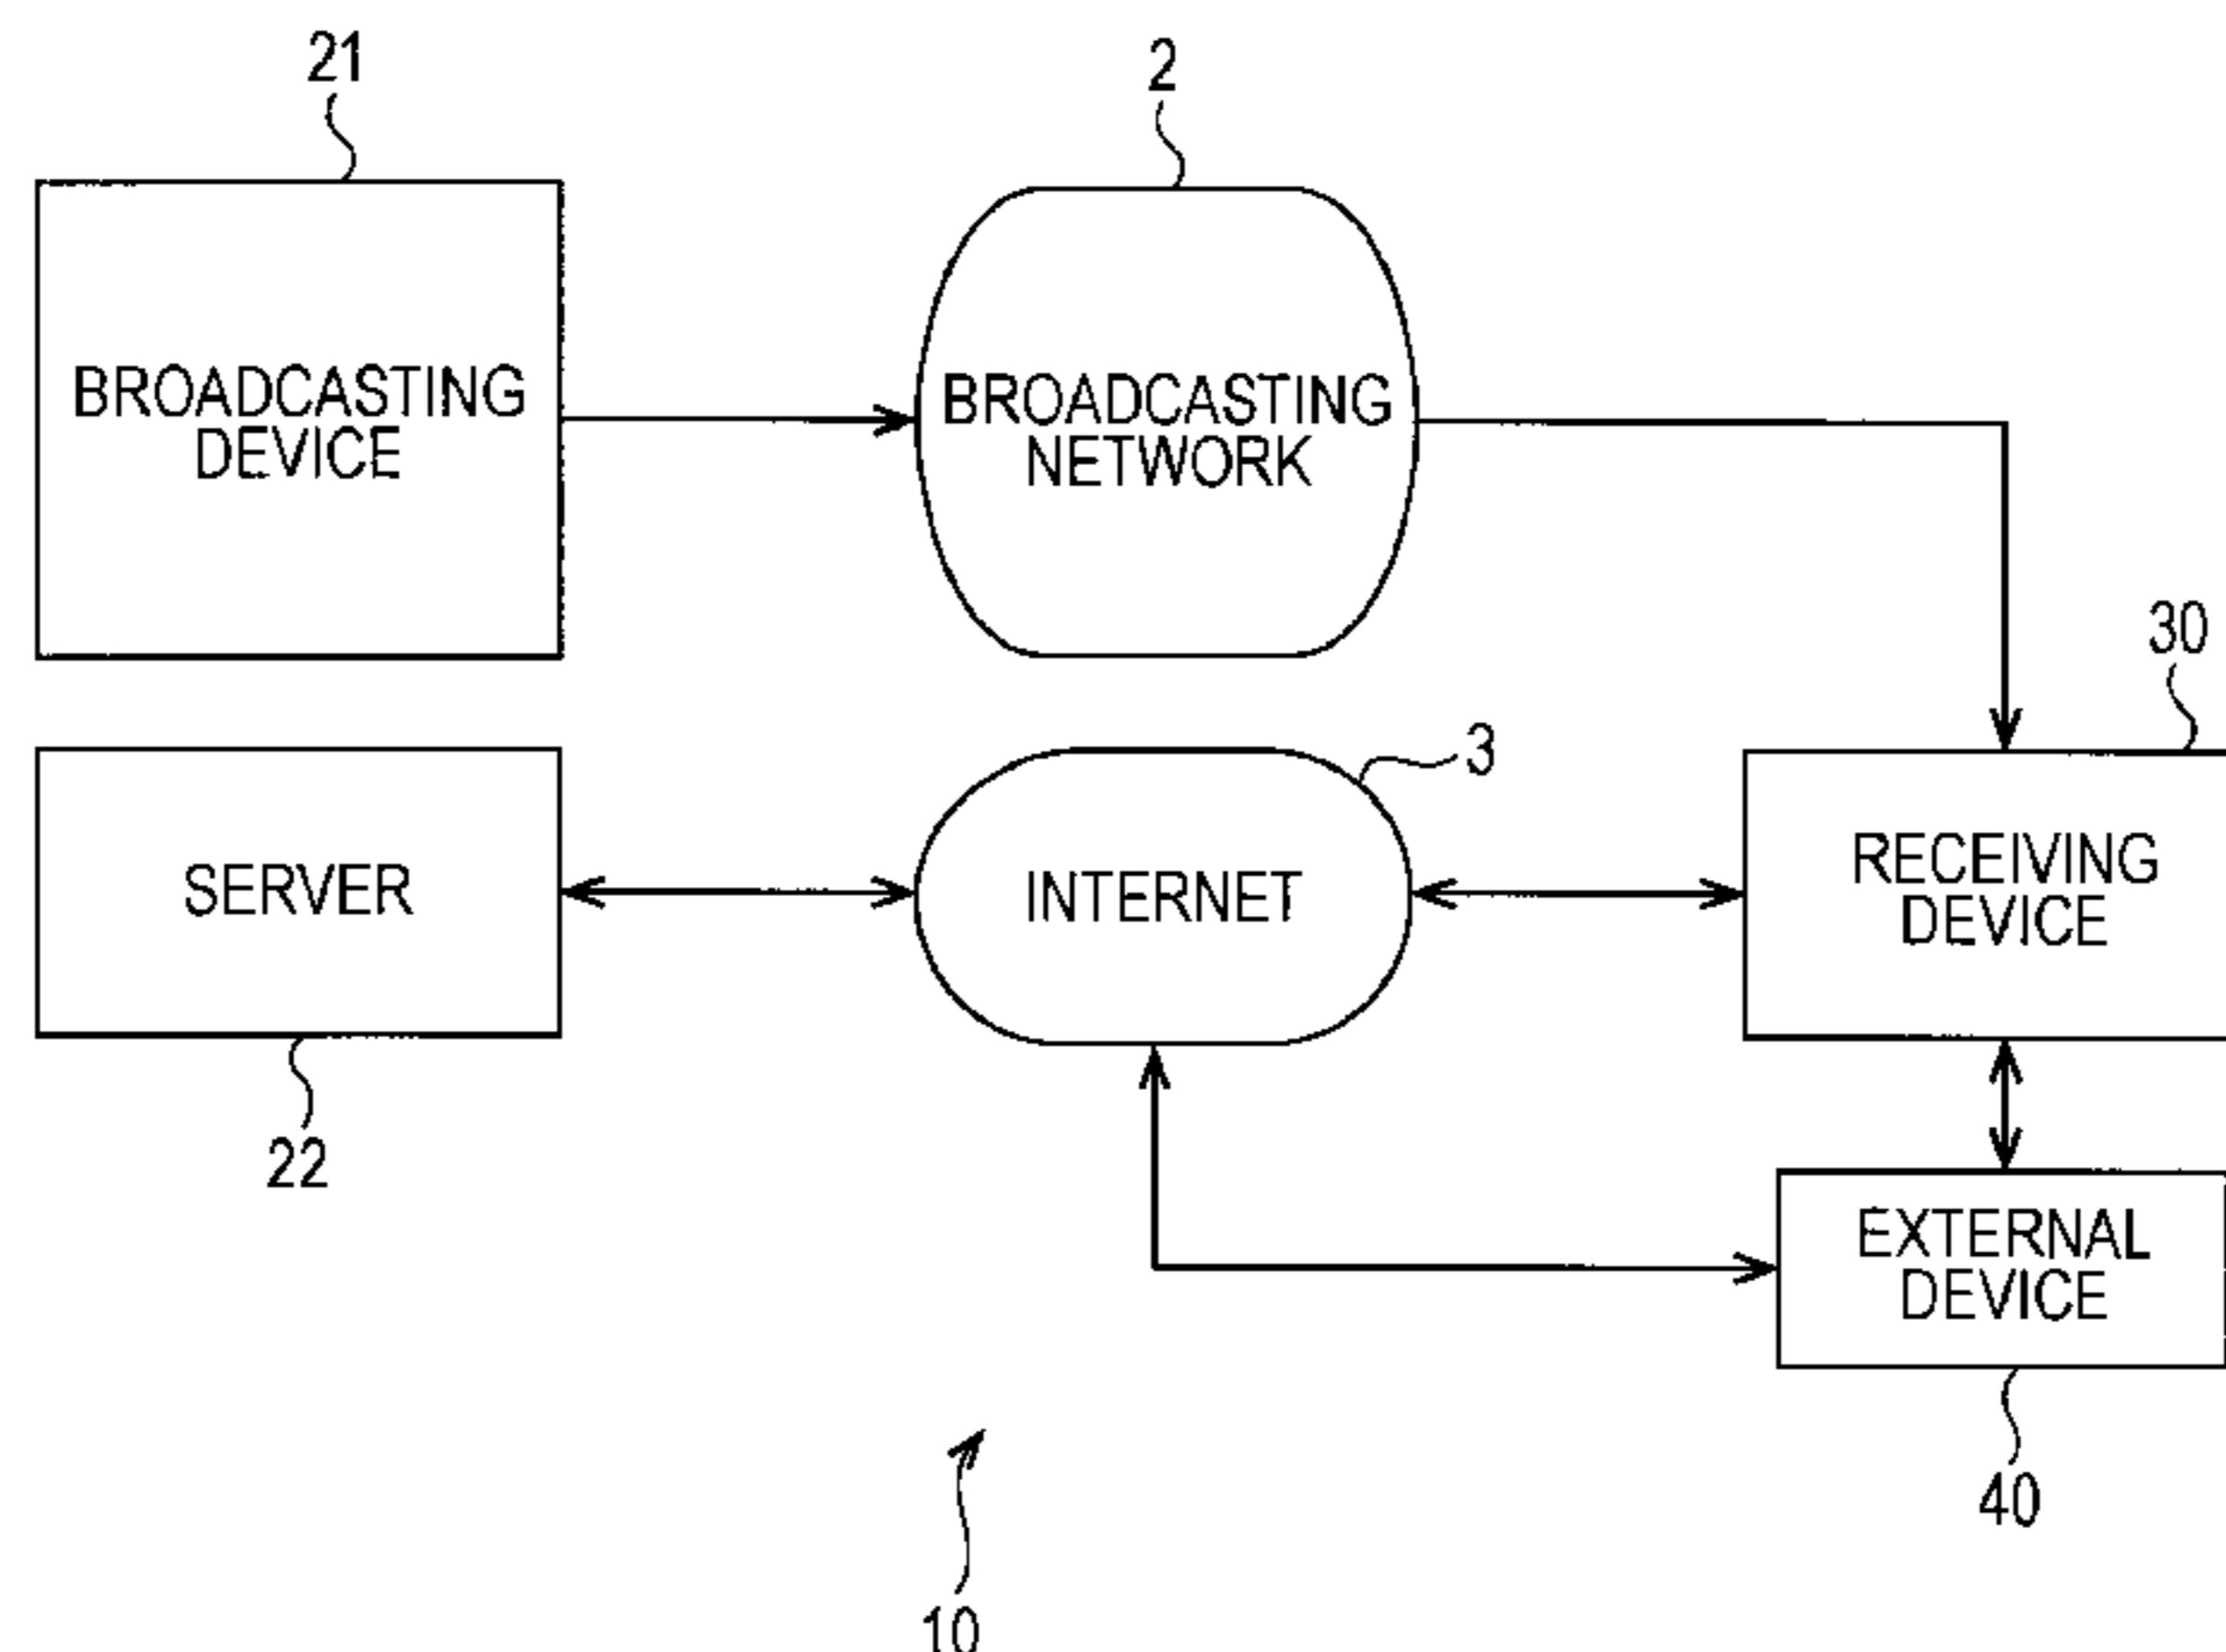 21
2
BROADCASTING
DEVICE
BROADCASTING
NETWORK
30
3
SERVER
INTERNET
RECEIVING
DEVICE
22
EXTERNAL
DEVICE
40
10